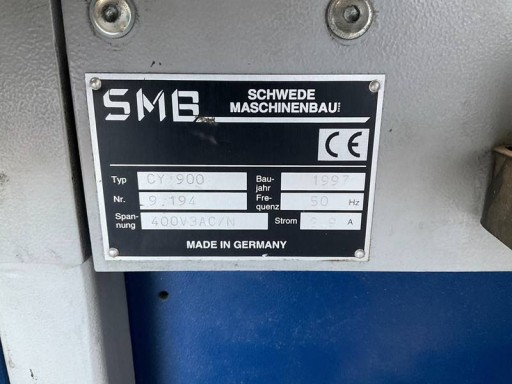 SMB SCHWEDE
MASCHINENBAU
CE
Typ CY 900 Bau-
jahr 1997
Nr. 9.194 Fre-
quenz 50 Hz
Span-
nung 400V3AC/N Strom A
MADE IN GERMANY